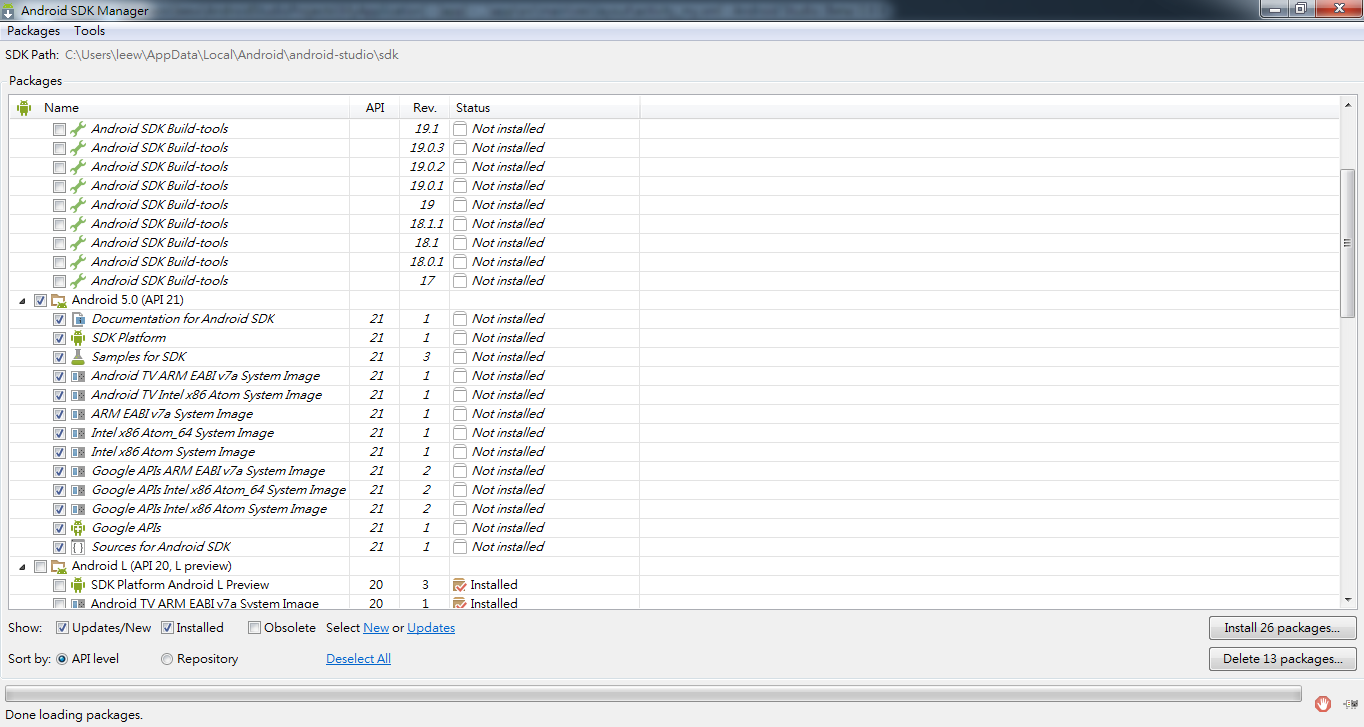 Android SDK Manager
Packages Tools
SDK Path: C:\Users\leew\AppData\Local\Android\android-studio\sdk
Packages
Name API Rev. Status
Android SDK Build-tools 19.1 Not installed
Android SDK Build-tools 19.0.3 Not installed
Android SDK Build-tools 19.0.2 Not installed
Android SDK Build-tools 19.0.1 Not installed
Android SDK Build-tools 19 Not installed
Android SDK Build-tools 18.1.1 Not installed
Android SDK Build-tools 18.1 Not installed
Android SDK Build-tools 18.0.1 Not installed
Android SDK Build-tools 17 Not installed
Android 5.0 (API 21)
Documentation for Android SDK 21 1 Not installed
SDK Platform 21 1 Not installed
Samples for SDK 21 3 Not installed
Android TV ARM EABI v7a System Image 21 1 Not installed
Android TV Intel x86 Atom System Image 21 1 Not installed
ARM EABI v7a System Image 21 1 Not installed
Intel x86 Atom_64 System Image 21 1 Not installed
Intel x86 Atom System Image 21 1 Not installed
Google APIs ARM EABI v7a System Image 21 2 Not installed
Google APIs Intel x86 Atom_64 System Image 21 2 Not installed
Google APIs Intel x86 Atom System Image 21 2 Not installed
Google APIs 21 1 Not installed
Sources for Android SDK 21 1 Not installed
Android L (API 20, L preview)
SDK Platform Android L Preview 20 3 Installed
Android TV ARM EABI v7a System Image 20 1 Installed
Show: Updates/New Installed Obsolete Select New or Updates Install 26 packages...
Sort by: API level Repository Deselect All Delete 13 packages...
Done loading packages.